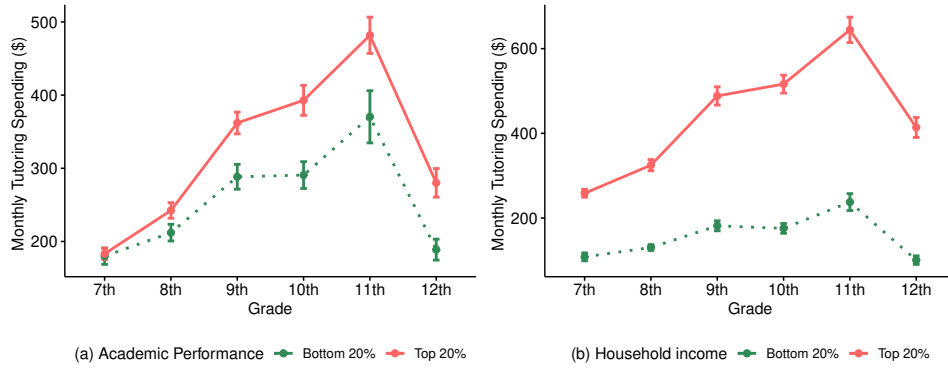 Monthly Tutoring Spending ($)
500
400
300
200
7th 8th 9th 10th 11th 12th
Grade
(a) Academic Performance Bottom 20% Top 20%
Monthly Tutoring Spending ($)
600
400
200
7th 8th 9th 10th 11th 12th
Grade
(b) Household income Bottom 20% Top 20%